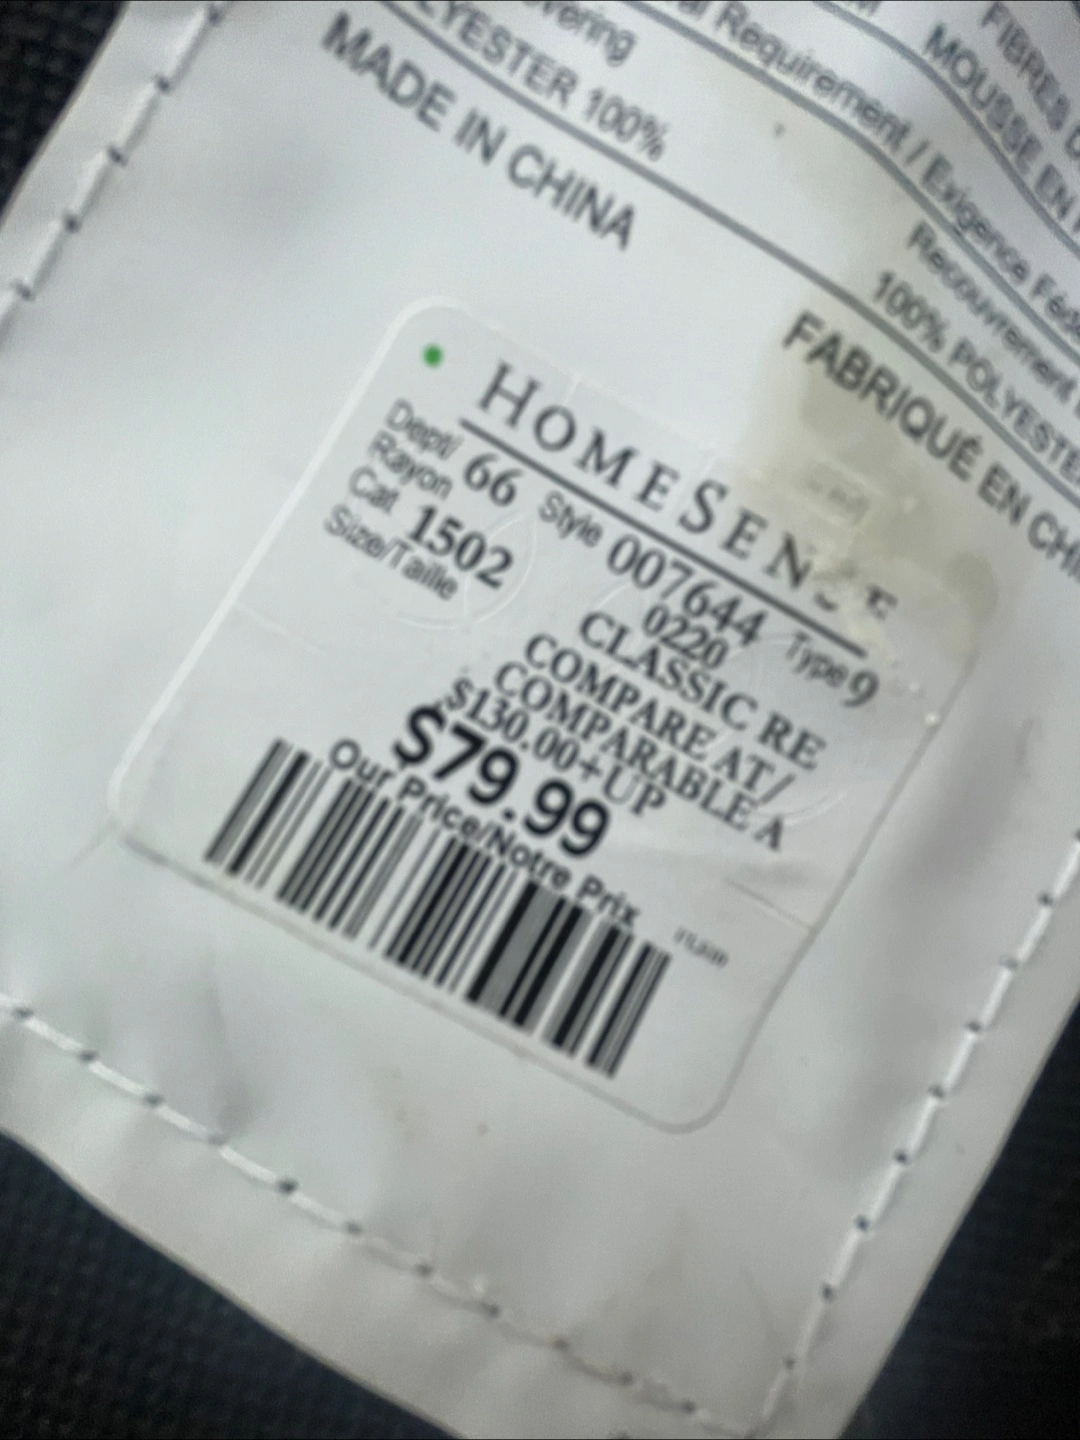 MADE IN CHINA
POLYESTER 100%
Requirement / Exigence
FIBRES
MOUSSE EN
Recouvrement
100% POLYESTER
FABRIQUÉ EN
HOMESENSE
Dept/
Rayon 66 Style 007644 Type 9
Cat 1502 0220
Size/Taille CLASSIC RE
COMPARE AT/
COMPARABLE A
$130.00+UP
$79.99
Our Price/Notre Prix